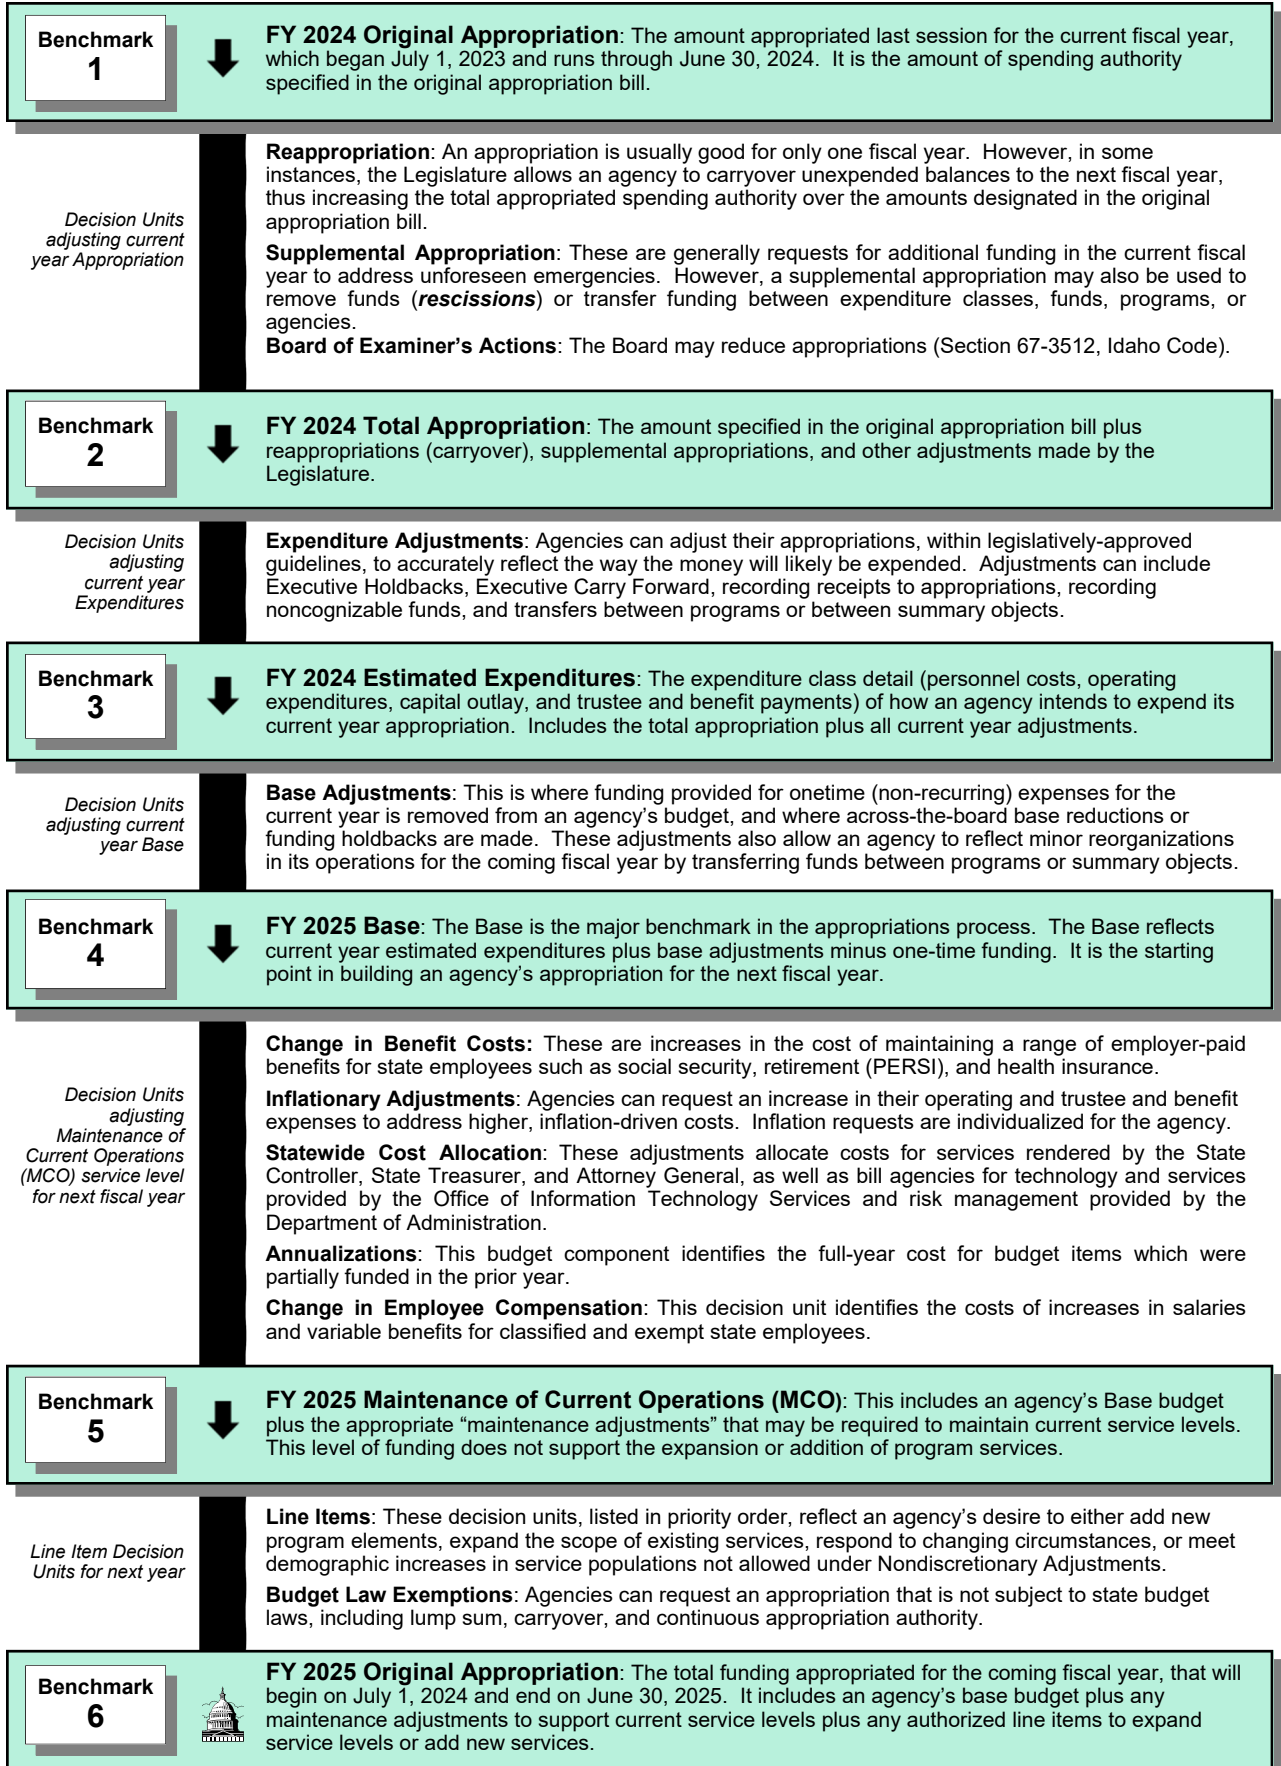 Benchmark
1
FY 2024 Original Appropriation: The amount appropriated last session for the current fiscal year,
which began July 1, 2023 and runs through June 30, 2024.  It is the amount of spending authority
specified in the original appropriation bill.
Decision Units
adjusting current
year Appropriation
Reappropriation: An appropriation is usually good for only one fiscal year.  However, in some
instances, the Legislature allows an agency to carryover unexpended balances to the next fiscal year,
thus increasing the total appropriated spending authority over the amounts designated in the original
appropriation bill.
Supplemental Appropriation: These are generally requests for additional funding in the current fiscal
year to address unforeseen emergencies.  However, a supplemental appropriation may also be used to
remove funds (rescissions) or transfer funding between expenditure classes, funds, programs, or
agencies.
Board of Examiner's Actions: The Board may reduce appropriations (Section 67-3512, Idaho Code).
Benchmark
2
FY 2024 Total Appropriation: The amount specified in the original appropriation bill plus
reappropriations (carryover), supplemental appropriations, and other adjustments made by the
Legislature.
Decision Units
adjusting
current year
Expenditures
Expenditure Adjustments: Agencies can adjust their appropriations, within legislatively-approved
guidelines, to accurately reflect the way the money will likely be expended.  Adjustments can include
Executive Holdbacks, Executive Carry Forward, recording receipts to appropriations, recording
noncognizable funds, and transfers between programs or between summary objects.
Benchmark
3
FY 2024 Estimated Expenditures: The expenditure class detail (personnel costs, operating
expenditures, capital outlay, and trustee and benefit payments) of how an agency intends to expend its
current year appropriation.  Includes the total appropriation plus all current year adjustments.
Decision Units
adjusting current
year Base
Base Adjustments: This is where funding provided for onetime (non-recurring) expenses for the
current year is removed from an agency's budget, and where across-the-board base reductions or
funding holdbacks are made.  These adjustments also allow an agency to reflect minor reorganizations
in its operations for the coming fiscal year by transferring funds between programs or summary objects.
Benchmark
4
FY 2025 Base: The Base is the major benchmark in the appropriations process.  The Base reflects
current year estimated expenditures plus base adjustments minus one-time funding.  It is the starting
point in building an agency's appropriation for the next fiscal year.
Decision Units
adjusting
Maintenance of
Current Operations
(MCO) service level
for next fiscal year
Change in Benefit Costs: These are increases in the cost of maintaining a range of employer-paid
benefits for state employees such as social security, retirement (PERSI), and health insurance.
Inflationary Adjustments: Agencies can request an increase in their operating and trustee and benefit
expenses to address higher, inflation-driven costs.  Inflation requests are individualized for the agency.
Statewide Cost Allocation: These adjustments allocate costs for services rendered by the State
Controller, State Treasurer, and Attorney General, as well as bill agencies for technology and services
provided by the Office of Information Technology Services and risk management provided by the
Department of Administration.
Annualizations: This budget component identifies the full-year cost for budget items which were
partially funded in the prior year.
Change in Employee Compensation: This decision unit identifies the costs of increases in salaries
and variable benefits for classified and exempt state employees.
Benchmark
5
FY 2025 Maintenance of Current Operations (MCO): This includes an agency's Base budget
plus the appropriate “maintenance adjustments” that may be required to maintain current service levels.
This level of funding does not support the expansion or addition of program services.
Line Item Decision
Units for next year
Line Items: These decision units, listed in priority order, reflect an agency's desire to either add new
program elements, expand the scope of existing services, respond to changing circumstances, or meet
demographic increases in service populations not allowed under Nondiscretionary Adjustments.
Budget Law Exemptions: Agencies can request an appropriation that is not subject to state budget
laws, including lump sum, carryover, and continuous appropriation authority.
Benchmark
6
FY 2025 Original Appropriation: The total funding appropriated for the coming fiscal year, that will
begin on July 1, 2024 and end on June 30, 2025.  It includes an agency's base budget plus any
maintenance adjustments to support current service levels plus any authorized line items to expand
service levels or add new services.